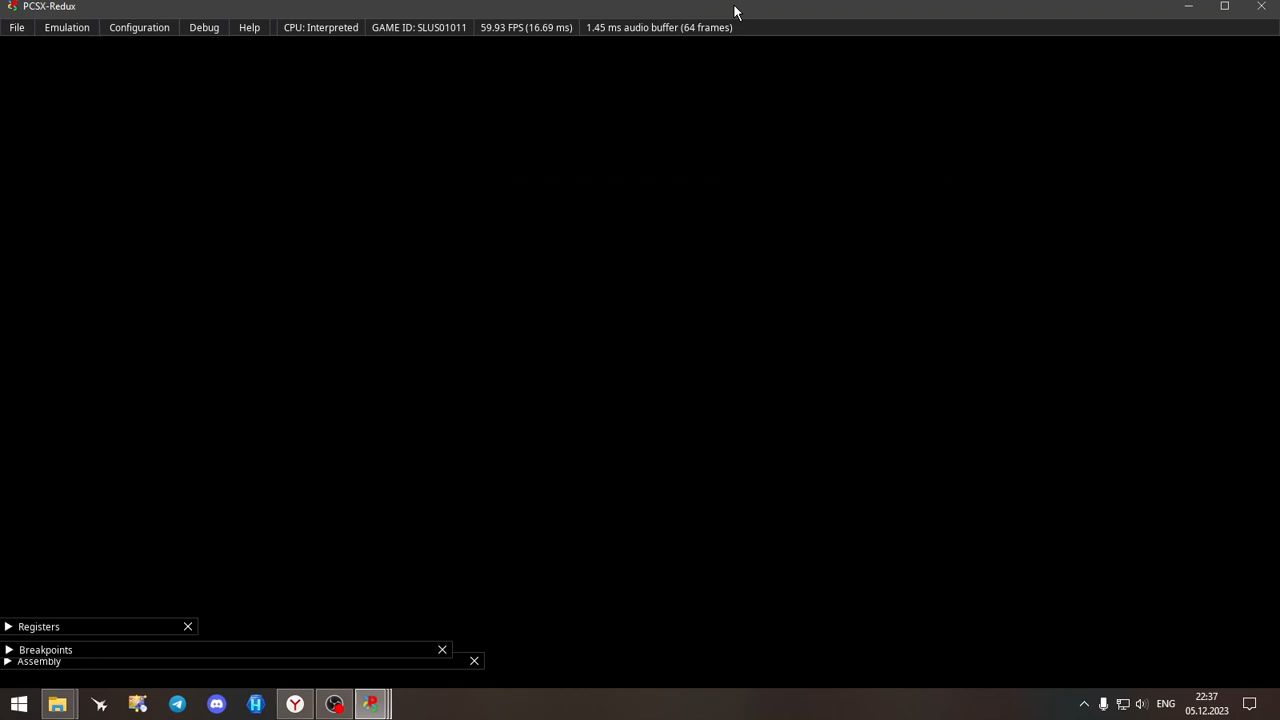 PCSX-Redux
File Emulation Configuration Debug Help CPU: Interpreted GAME ID: SLUS01011 59.93 FPS (16.69 ms) 1.45 ms audio buffer (64 frames)
Registers
Breakpoints
Assembly
ENG
22:37
05.12.2023